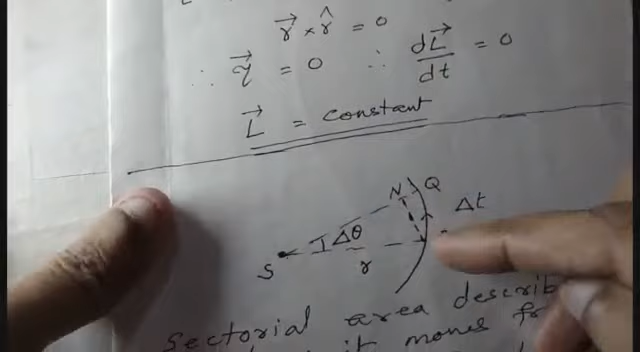 r⃗ × r̂ = 0
∴ τ⃗ = 0 ∴ dL⃗/dt = 0
L⃗ = constant
N Q
Δt
Δθ
S r
Sectorial area describ
it moves